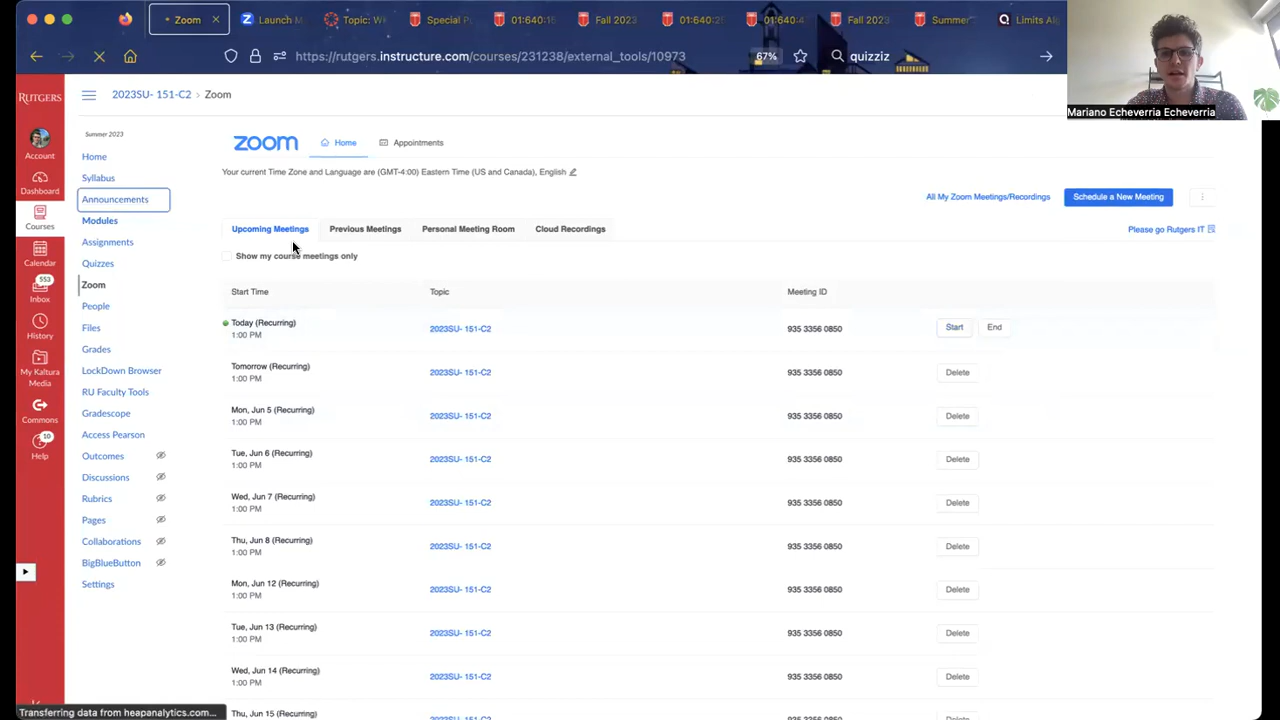 Zoom
Launch M
Topic: W
Special P
01:640:15
Fall 2023
01:640:2
01:640:4
Fall 2023
Summer
Limits Alg
https://rutgers.instructure.com/courses/231238/external_tools/10973
67%
quizziz
Mariano Echeverria Echeverria
RUTGERS
2023SU- 151-C2 > Zoom
Account
Dashboard
Courses
Calendar
553
Inbox
History
My Kaltura
Media
Commons
10
Help
Summer 2023
Home
Syllabus
Announcements
Modules
Assignments
Quizzes
Zoom
People
Files
Grades
LockDown Browser
RU Faculty Tools
Gradescope
Access Pearson
Outcomes
Discussions
Rubrics
Pages
Collaborations
BigBlueButton
Settings
zoom
Home
Appointments
Your current Time Zone and Language are (GMT-4:00) Eastern Time (US and Canada), English
All My Zoom Meetings/Recordings
Schedule a New Meeting
Upcoming Meetings
Previous Meetings
Personal Meeting Room
Cloud Recordings
Please go Rutgers IT
Show my course meetings only
Start Time Topic Meeting ID
Today (Recurring)
1:00 PM
2023SU- 151-C2 935 3356 0850 Start End
Tomorrow (Recurring)
1:00 PM
2023SU- 151-C2 935 3356 0850 Delete
Mon, Jun 5 (Recurring)
1:00 PM
2023SU- 151-C2 935 3356 0850 Delete
Tue, Jun 6 (Recurring)
1:00 PM
2023SU- 151-C2 935 3356 0850 Delete
Wed, Jun 7 (Recurring)
1:00 PM
2023SU- 151-C2 935 3356 0850 Delete
Thu, Jun 8 (Recurring)
1:00 PM
2023SU- 151-C2 935 3356 0850 Delete
Mon, Jun 12 (Recurring)
1:00 PM
2023SU- 151-C2 935 3356 0850 Delete
Tue, Jun 13 (Recurring)
1:00 PM
2023SU- 151-C2 935 3356 0850 Delete
Wed, Jun 14 (Recurring)
1:00 PM
2023SU- 151-C2 935 3356 0850 Delete
Thu, Jun 15 (Recurring)
2023SU- 151-C2 935 3356 0850 Delete
Transferring data from heapanalytics.com...